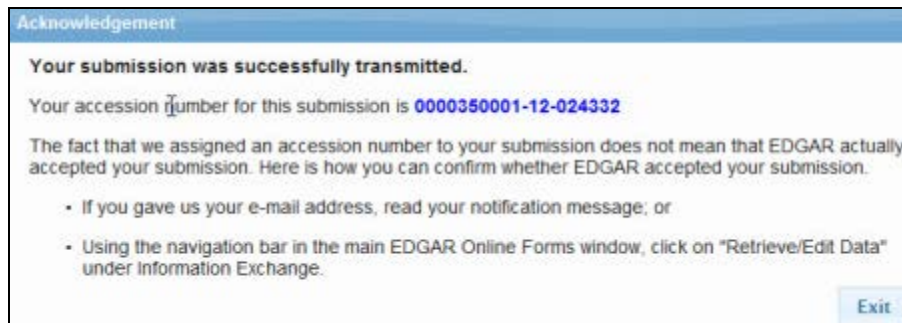 Acknowledgement
Your submission was successfully transmitted.
Your accession number for this submission is 0000350001-12-024332
The fact that we assigned an accession number to your submission does not mean that EDGAR actually
accepted your submission. Here is how you can confirm whether EDGAR accepted your submission.
• If you gave us your e-mail address, read your notification message; or
• Using the navigation bar in the main EDGAR Online Forms window, click on "Retrieve/Edit Data"
under Information Exchange.
Exit